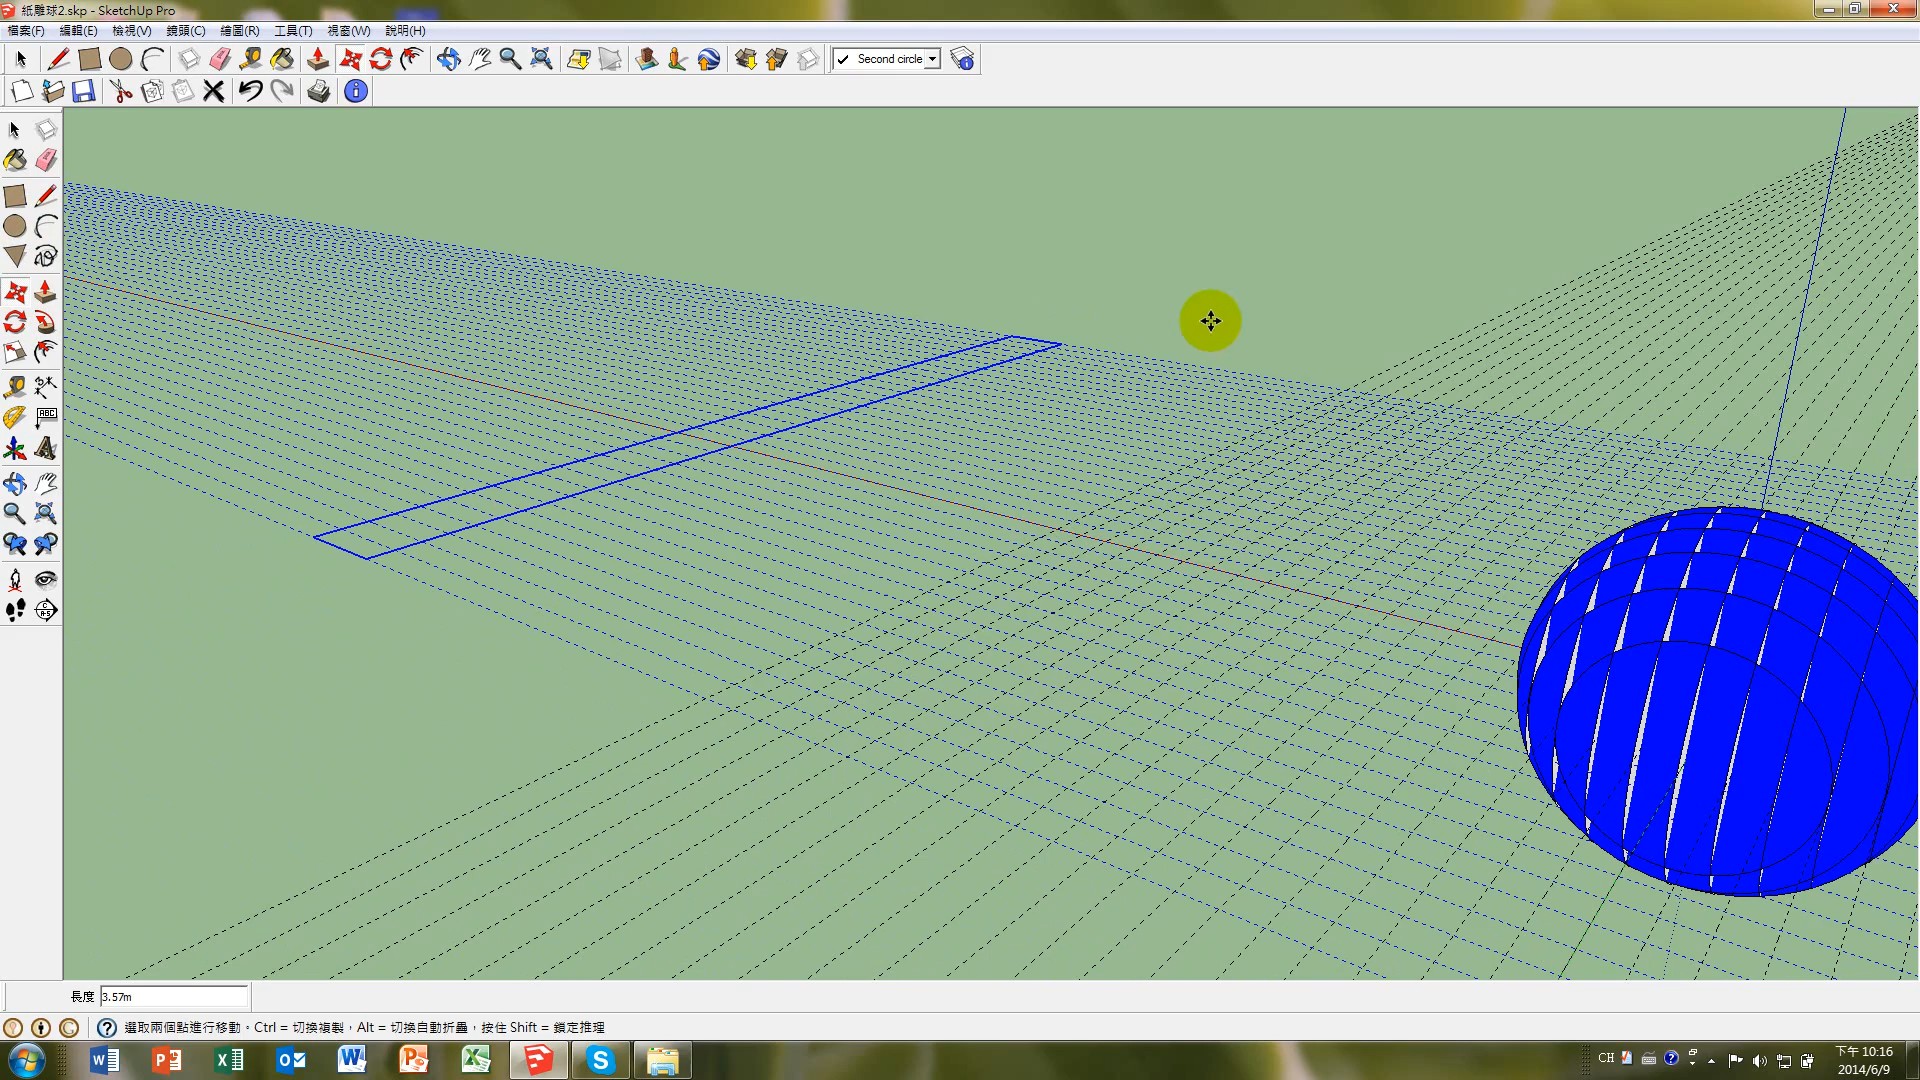 紙雕球2.skp - SketchUp Pro
檔案(F) 編輯(E) 檢視(V) 鏡頭(C) 繪圖(R) 工具(T) 視窗(W) 說明(H)
Second circle
ABC
長度 3.57m
選取兩個點進行移動。Ctrl = 切換複製，Alt = 切換自動折疊，按住 Shift = 鎖定推理
CH
下午 10:16
2014/6/9